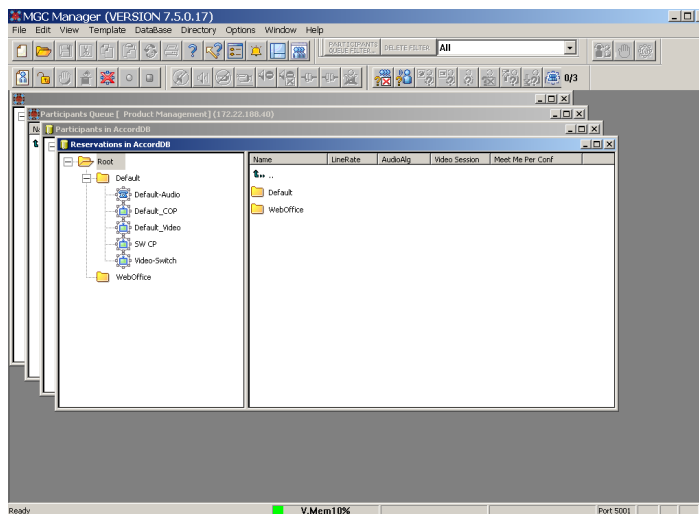 MGC Manager (VERSION 7.5.0.17)
File Edit View Template DataBase Directory Options Window Help
PARTICIPANTS QUEUE FILTER... DELETE FILTER All
0/3
Participants Queue [ Product Management] (172.22.188.40)
Participants in AccordDB
Reservations in AccordDB
Root
Default
Default-Audio
Default_COP
Default_Video
SW CP
Video-Switch
WebOffice
Name LineRate AudioAlg Video Session Meet Me Per Conf
..
Default
WebOffice
Ready V.Mem10% Port 5001